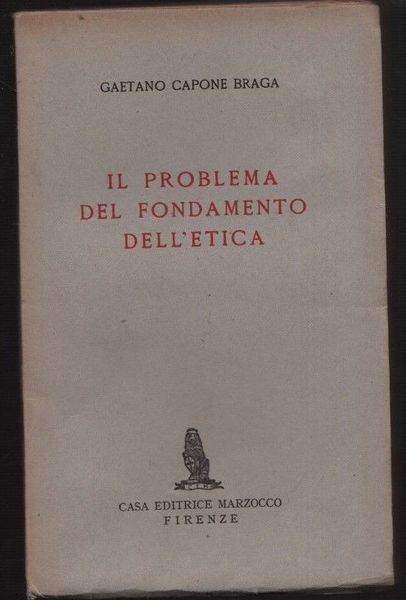 GAETANO CAPONE BRAGA
IL PROBLEMA
DEL FONDAMENTO
DELL'ETICA
CASA EDITRICE MARZOCCO
FIRENZE